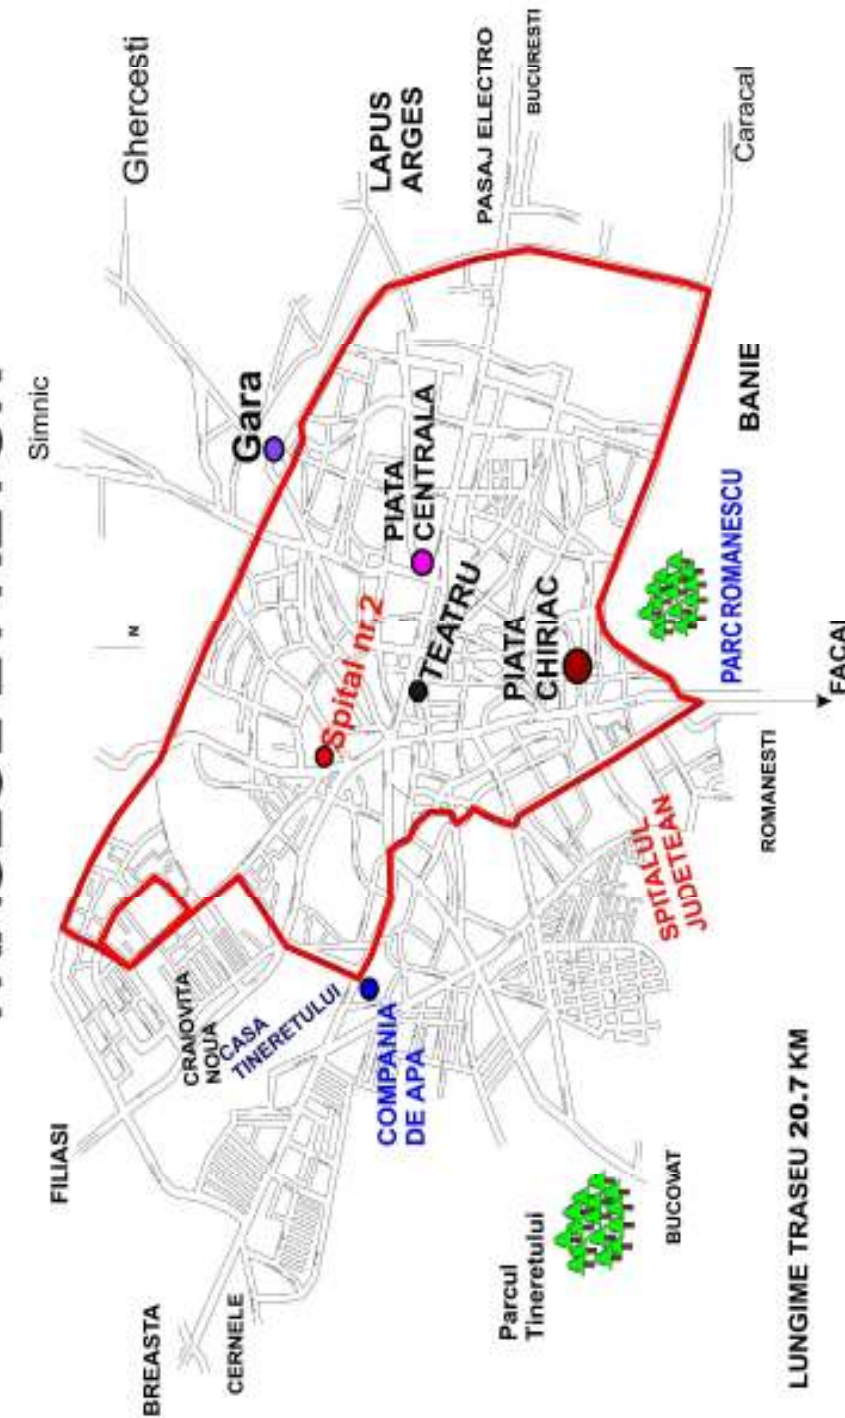 Simnic
FILIASI
N
Ghercesti
BREASTA
CRAIOVITA
NOUA
CERNELE
CASA
TINERETULUI
Gara
Spital nr.2
LAPUS
ARGES
COMPANIA
DE APA
PIATA
CENTRALA
TEATRU
PASAJ ELECTRO
BUCURESTI
PIATA
CHIRIAC
Parcul
Tineretului
SPITALUL
JUDETEAN
BUCOVAT
PARC ROMANESCU
BANIE
Caracal
ROMANESTI
LUNGIME TRASEU 20.7 KM
FACAI